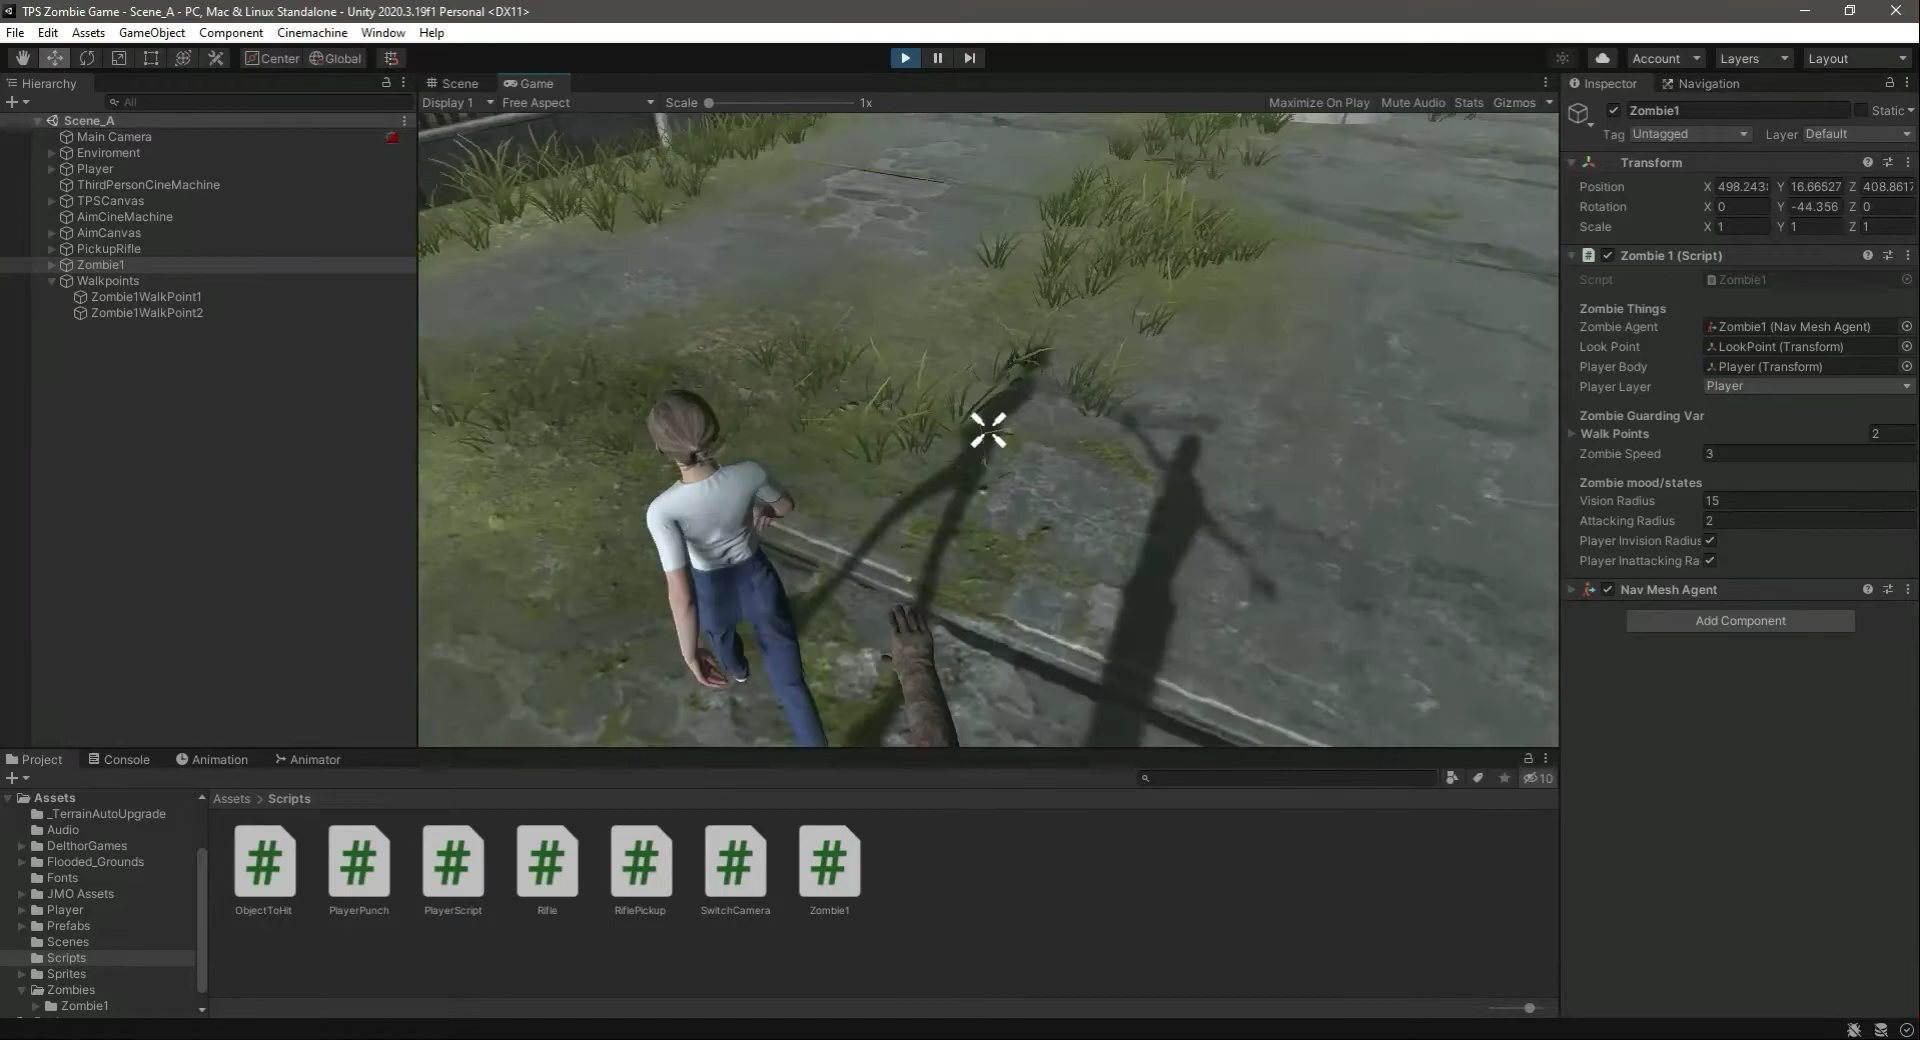 TPS Zombie Game - Scene_A - PC, Mac & Linux Standalone - Unity 2020.3.19f1 Personal <DX11>
File Edit Assets GameObject Component Cinemachine Window Help
Center Global Account Layers Layout
Hierarchy
All
Scene_A
Main Camera
Enviroment
Player
ThirdPersonCineMachine
TPSCanvas
AimCineMachine
AimCanvas
PickupRifle
Zombie1
Walkpoints
Zombie1WalkPoint1
Zombie1WalkPoint2
Scene Game
Display 1 Free Aspect Scale 1x Maximize On Play Mute Audio Stats Gizmos
Inspector Navigation
Zombie1 Static
Tag Untagged Layer Default
Transform
Position X 498.243 Y 16.66527 Z 408.8617
Rotation X 0 Y -44.356 Z 0
Scale X 1 Y 1 Z 1
# Zombie 1 (Script)
Script Zombie1
Zombie Things
Zombie Agent Zombie1 (Nav Mesh Agent)
Look Point LookPoint (Transform)
Player Body Player (Transform)
Player Layer Player
Zombie Guarding Var
Walk Points 2
Zombie Speed 3
Zombie mood/states
Vision Radius 15
Attacking Radius 2
Player Invision Radius
Player Inattacking Ra
Nav Mesh Agent
Add Component
Project Console Animation Animator
10
Assets
_TerrainAutoUpgrade
Audio
DelthorGames
Flooded_Grounds
Fonts
JMO Assets
Player
Prefabs
Scenes
Scripts
Sprites
Zombies
Zombie1
Assets > Scripts
# # # # # # #
ObjectToHit PlayerPunch PlayerScript Rifle RiflePickup SwitchCamera Zombie1